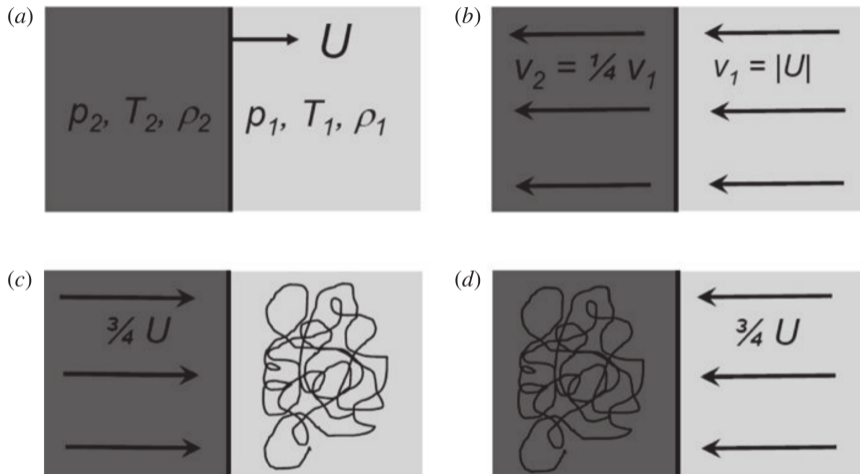 (a)
U
p2, T2, ρ2
p1, T1, ρ1
(b)
v2 = ¼ v1
v1 = |U|
(c)
¾ U
(d)
¾ U